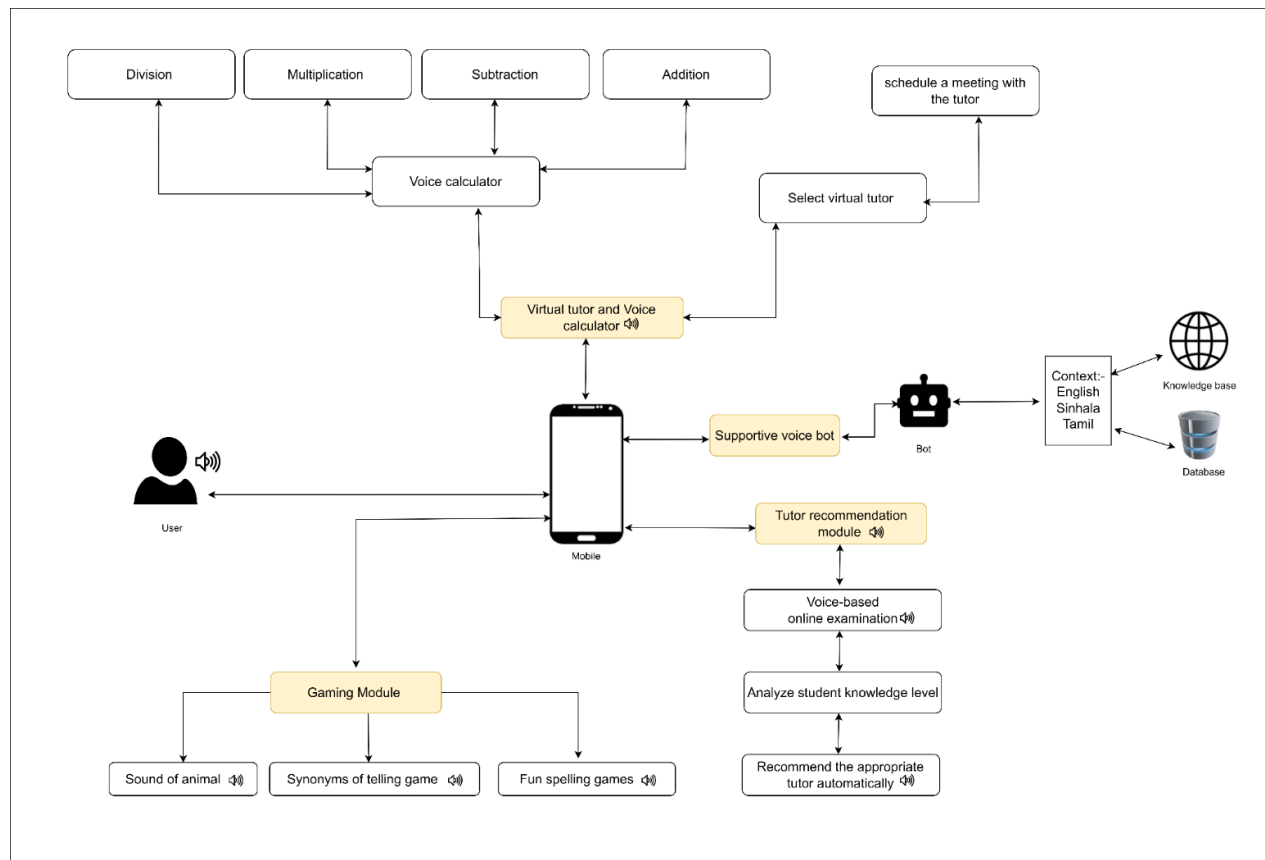 Division
Multiplication
Subtraction
Addition
schedule a meeting with
the tutor
Voice calculator
Select virtual tutor
Virtual tutor and Voice
calculator
Context:-
English
Sinhala
Tamil
Knowledge base
Database
Supportive voice bot
Bot
User
Mobile
Tutor recommendation
module
Voice-based
online examination
Analyze student knowledge level
Recommend the appropriate
tutor automatically
Gaming Module
Sound of animal
Synonyms of telling game
Fun spelling games